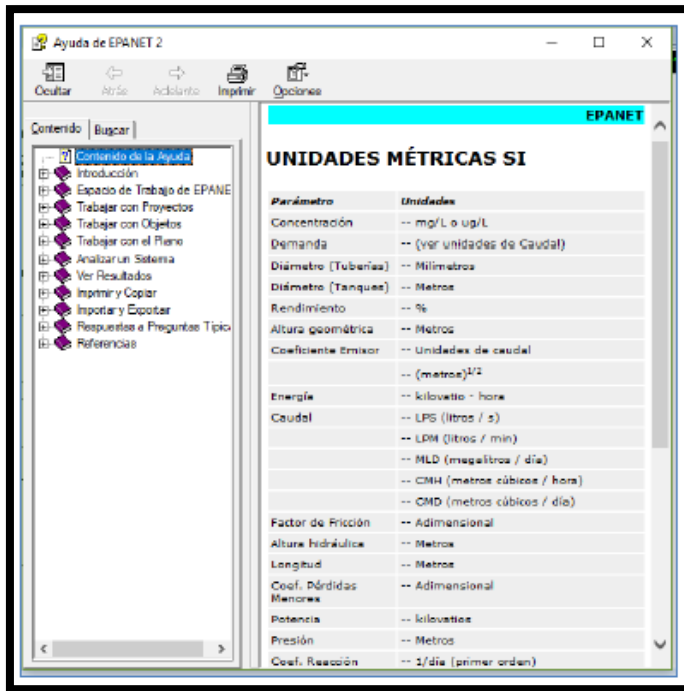 Ayuda de EPANET 2
Ocultar Atrás Adelante Imprimir Opciones
Contenido Buscar
Contenido de la Ayuda
Introducción
Espacio de Trabajo de EPANE
Trabajar con Proyectos
Trabajar con Objetos
Trabajar con el Plano
Analizar un Sistema
Ver Resultados
Imprimir y Copiar
Importar y Exportar
Respuestas a Preguntas Típica
Referencias
EPANET
UNIDADES MÉTRICAS SI
Parámetro Unidades
Concentración -- mg/L o ug/L
Demanda -- (ver unidades de Caudal)
Diámetro (Tuberías) -- Milímetros
Diámetro (Tanques) -- Metros
Rendimiento -- %
Altura geométrica -- Metros
Coeficiente Emisor -- Unidades de caudal
-- (metros)1/2
Energía -- kilovatio - hora
Caudal -- LPS (litros / s)
-- LPM (litros / min)
-- MLD (megalitros / día)
-- CMH (metros cúbicos / hora)
-- CMD (metros cúbicos / día)
Factor de Fricción -- Adimensional
Altura hidráulica -- Metros
Longitud -- Metros
Coef. Pérdidas -- Adimensional
Menores
Potencia -- kilovatios
Presión -- Metros
Coef. Reacción -- 1/día (primer orden)